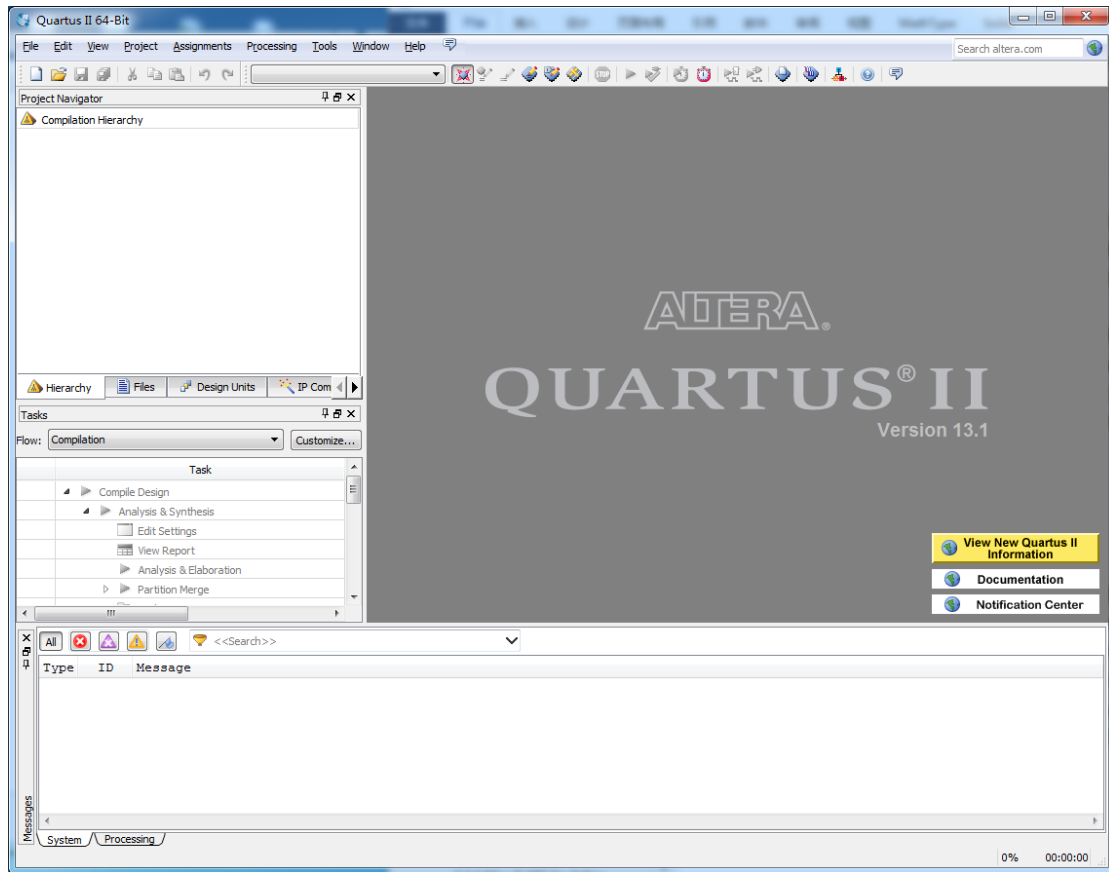 Quartus II 64-Bit
File Edit View Project Assignments Processing Tools Window Help
Search altera.com
Project Navigator
Compilation Hierarchy
Hierarchy Files Design Units IP Com
Tasks
Flow: Compilation Customize...
Task
Compile Design
Analysis & Synthesis
Edit Settings
View Report
Analysis & Elaboration
Partition Merge
ALTERA®
QUARTUS® II
Version 13.1
View New Quartus II
Information
Documentation
Notification Center
All <<Search>>
Type ID Message
Messages
System Processing
0% 00:00:00